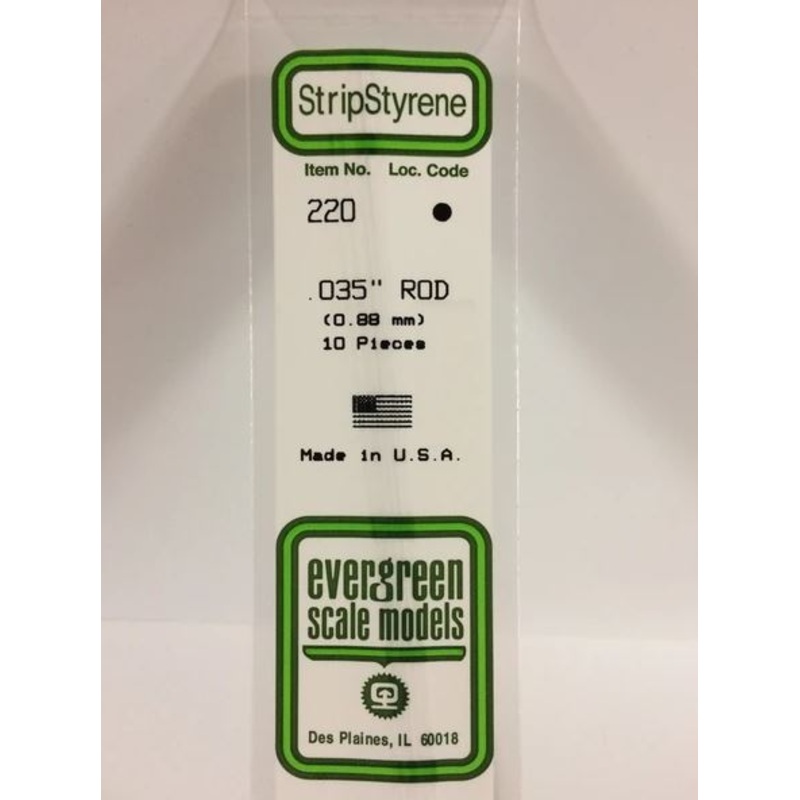 StripStyrene
Item No. Loc. Code
220 ●
.035" ROD
(0.88 mm)
10 Pieces
Made in U.S.A.
evergreen
scale models
Des Plaines, IL 60018